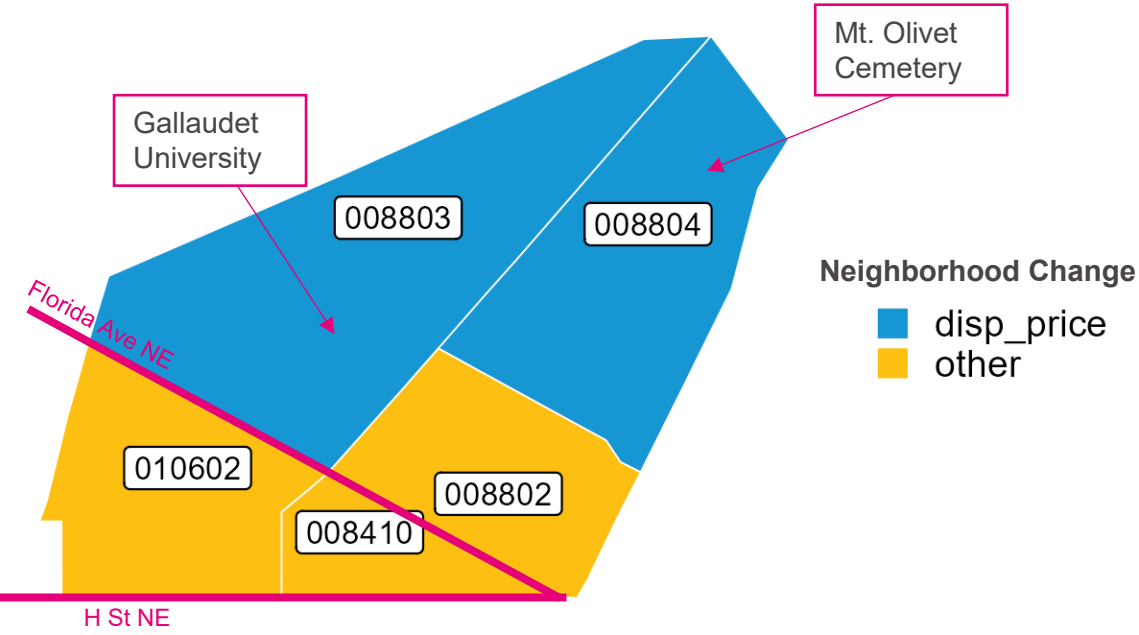 Mt. Olivet
Cemetery
Gallaudet
University
008803
008804
Neighborhood Change
disp_price
other
Florida Ave NE
010602
008802
008410
H St NE